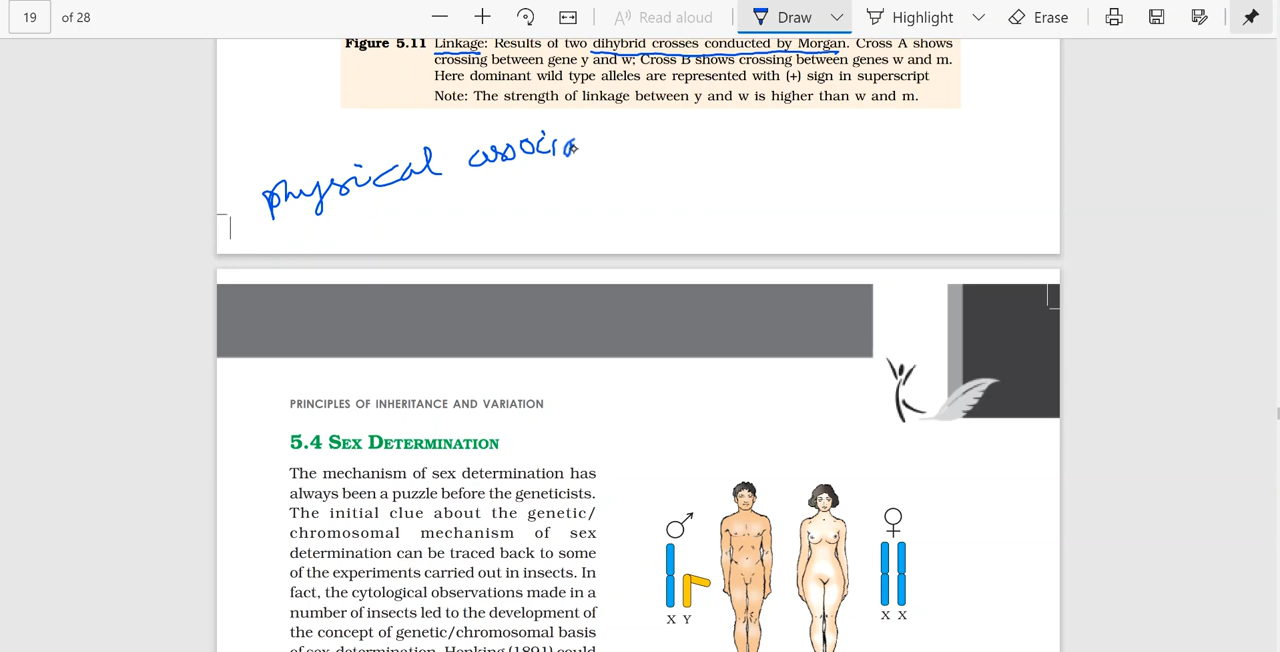 19 of 28 Read aloud Draw Highlight Erase
Figure 5.11 Linkage: Results of two dihybrid crosses conducted by Morgan. Cross A shows
crossing between gene y and w; Cross B shows crossing between genes w and m.
Here dominant wild type alleles are represented with (+) sign in superscript
Note: The strength of linkage between y and w is higher than w and m.
physical associa
PRINCIPLES OF INHERITANCE AND VARIATION
5.4 SEX DETERMINATION
The mechanism of sex determination has
always been a puzzle before the geneticists.
The initial clue about the genetic/
chromosomal mechanism of sex
determination can be traced back to some
of the experiments carried out in insects. In
fact, the cytological observations made in a
number of insects led to the development of
the concept of genetic/chromosomal basis
of sex-determination. Henking (1891) could
X Y
X X